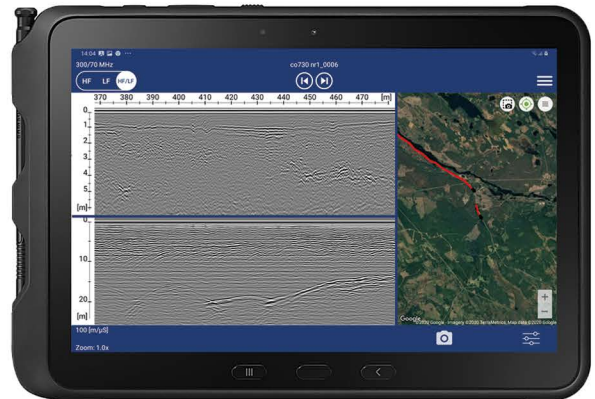 14:04
300/70 MHz
co730 nr1_0006
HF LF HF/LF
370 380 390 400 410 420 430 440 450 460 470 [m]
0
1
2
3
4
5
[m]
0
10
20
[m]
100 [m/µS]
Zoom: 1.0x
Google
+
−